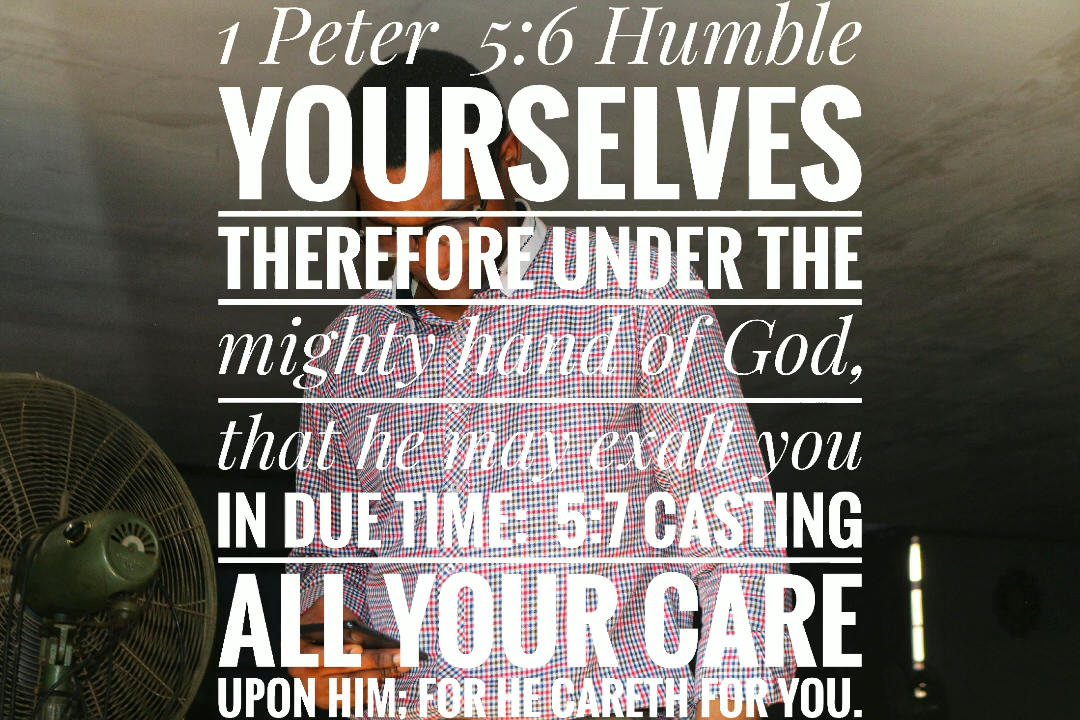 1 Peter 5:6 Humble
YOURSELVES
THEREFORE UNDER THE
mighty hand of God,
that he may exalt you
IN DUE TIME: 5:7 CASTING
ALL YOUR CARE
UPON HIM; FOR HE CARETH FOR YOU.